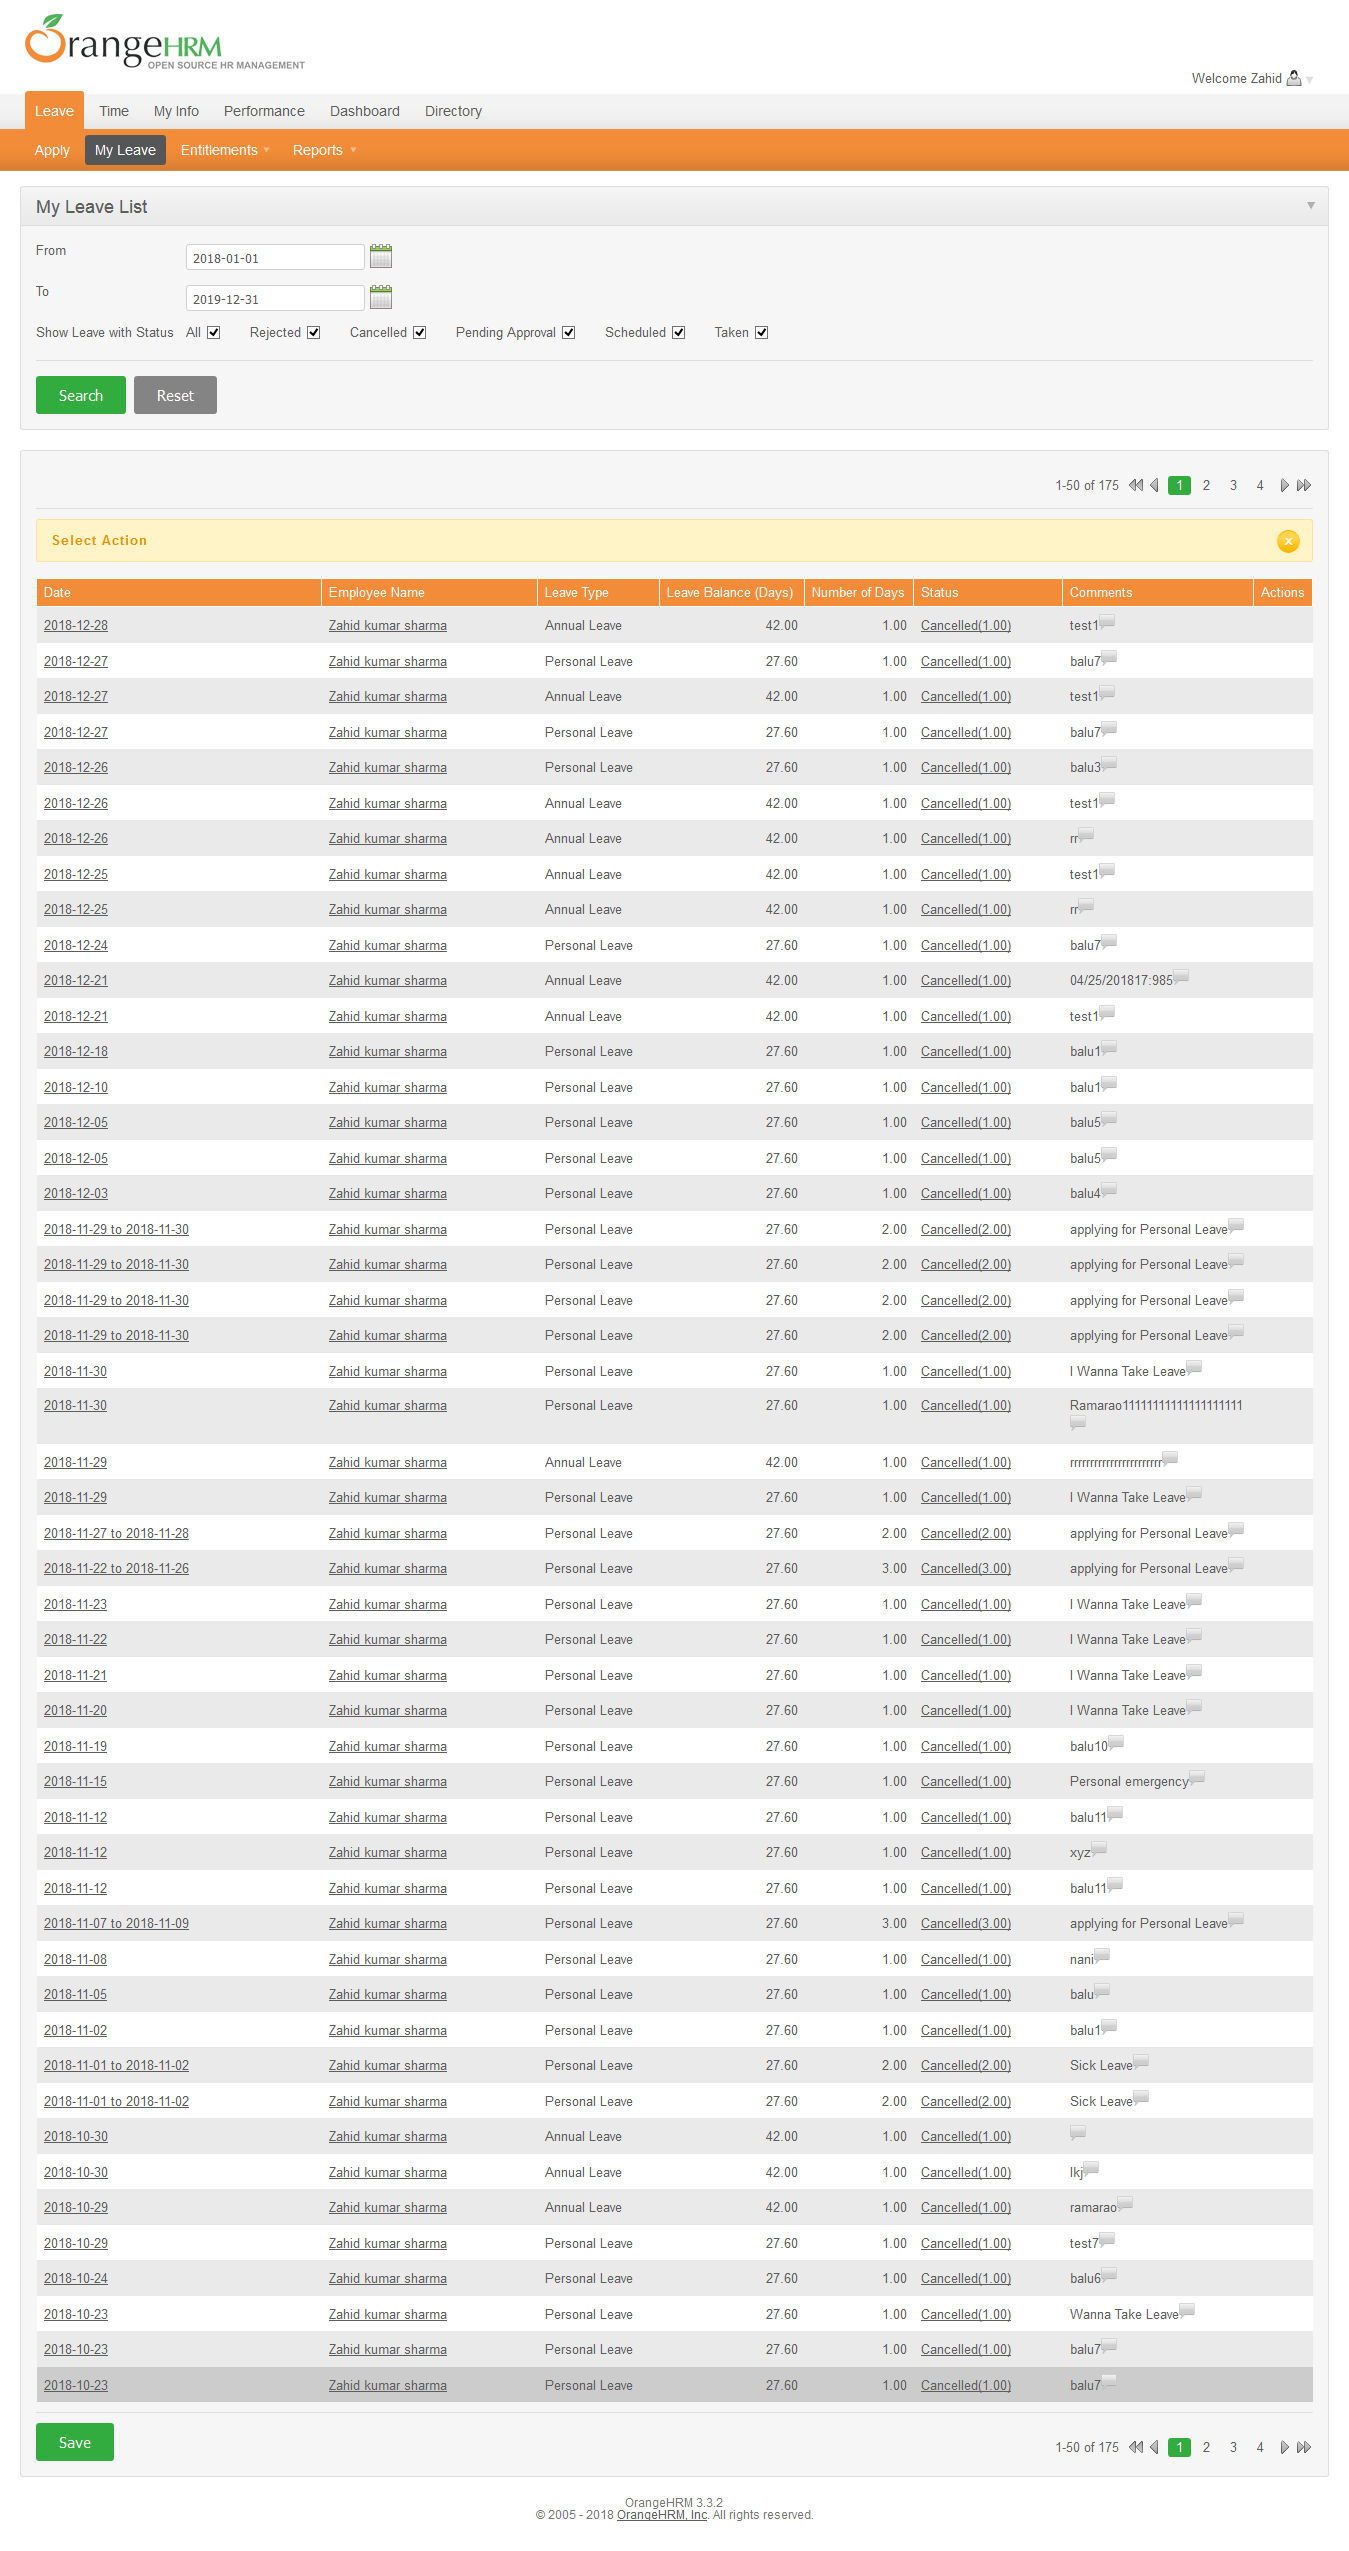 OrangeHRM
OPEN SOURCE HR MANAGEMENT
Welcome Zahid
Leave Time My Info Performance Dashboard Directory
Apply My Leave Entitlements Reports
My Leave List
From 2018-01-01
To 2019-12-31
Show Leave with Status All Rejected Cancelled Pending Approval Scheduled Taken
Search Reset
1-50 of 175 1 2 3 4
Select Action x
Date Employee Name Leave Type Leave Balance (Days) Number of Days Status Comments Actions
2018-12-28 Zahid kumar sharma Annual Leave 42.00 1.00 Cancelled(1.00) test1
2018-12-27 Zahid kumar sharma Personal Leave 27.60 1.00 Cancelled(1.00) balu7
2018-12-27 Zahid kumar sharma Annual Leave 42.00 1.00 Cancelled(1.00) test1
2018-12-27 Zahid kumar sharma Personal Leave 27.60 1.00 Cancelled(1.00) balu7
2018-12-26 Zahid kumar sharma Personal Leave 27.60 1.00 Cancelled(1.00) balu3
2018-12-26 Zahid kumar sharma Annual Leave 42.00 1.00 Cancelled(1.00) test1
2018-12-26 Zahid kumar sharma Annual Leave 42.00 1.00 Cancelled(1.00) rr
2018-12-25 Zahid kumar sharma Annual Leave 42.00 1.00 Cancelled(1.00) test1
2018-12-25 Zahid kumar sharma Annual Leave 42.00 1.00 Cancelled(1.00) rr
2018-12-24 Zahid kumar sharma Personal Leave 27.60 1.00 Cancelled(1.00) balu7
2018-12-21 Zahid kumar sharma Annual Leave 42.00 1.00 Cancelled(1.00) 04/25/201817:985
2018-12-21 Zahid kumar sharma Annual Leave 42.00 1.00 Cancelled(1.00) test1
2018-12-18 Zahid kumar sharma Personal Leave 27.60 1.00 Cancelled(1.00) balu1
2018-12-10 Zahid kumar sharma Personal Leave 27.60 1.00 Cancelled(1.00) balu1
2018-12-05 Zahid kumar sharma Personal Leave 27.60 1.00 Cancelled(1.00) balu5
2018-12-05 Zahid kumar sharma Personal Leave 27.60 1.00 Cancelled(1.00) balu5
2018-12-03 Zahid kumar sharma Personal Leave 27.60 1.00 Cancelled(1.00) balu4
2018-11-29 to 2018-11-30 Zahid kumar sharma Personal Leave 27.60 2.00 Cancelled(2.00) applying for Personal Leave
2018-11-29 to 2018-11-30 Zahid kumar sharma Personal Leave 27.60 2.00 Cancelled(2.00) applying for Personal Leave
2018-11-29 to 2018-11-30 Zahid kumar sharma Personal Leave 27.60 2.00 Cancelled(2.00) applying for Personal Leave
2018-11-29 to 2018-11-30 Zahid kumar sharma Personal Leave 27.60 2.00 Cancelled(2.00) applying for Personal Leave
2018-11-30 Zahid kumar sharma Personal Leave 27.60 1.00 Cancelled(1.00) I Wanna Take Leave
2018-11-30 Zahid kumar sharma Personal Leave 27.60 1.00 Cancelled(1.00) Ramarao11111111111111111111
2018-11-29 Zahid kumar sharma Annual Leave 42.00 1.00 Cancelled(1.00) rrrrrrrrrrrrrrrrrrrrrrr
2018-11-29 Zahid kumar sharma Personal Leave 27.60 1.00 Cancelled(1.00) I Wanna Take Leave
2018-11-27 to 2018-11-28 Zahid kumar sharma Personal Leave 27.60 2.00 Cancelled(2.00) applying for Personal Leave
2018-11-22 to 2018-11-26 Zahid kumar sharma Personal Leave 27.60 3.00 Cancelled(3.00) applying for Personal Leave
2018-11-23 Zahid kumar sharma Personal Leave 27.60 1.00 Cancelled(1.00) I Wanna Take Leave
2018-11-22 Zahid kumar sharma Personal Leave 27.60 1.00 Cancelled(1.00) I Wanna Take Leave
2018-11-21 Zahid kumar sharma Personal Leave 27.60 1.00 Cancelled(1.00) I Wanna Take Leave
2018-11-20 Zahid kumar sharma Personal Leave 27.60 1.00 Cancelled(1.00) I Wanna Take Leave
2018-11-19 Zahid kumar sharma Personal Leave 27.60 1.00 Cancelled(1.00) balu10
2018-11-15 Zahid kumar sharma Personal Leave 27.60 1.00 Cancelled(1.00) Personal emergency
2018-11-12 Zahid kumar sharma Personal Leave 27.60 1.00 Cancelled(1.00) balu11
2018-11-12 Zahid kumar sharma Personal Leave 27.60 1.00 Cancelled(1.00) xyz
2018-11-12 Zahid kumar sharma Personal Leave 27.60 1.00 Cancelled(1.00) balu11
2018-11-07 to 2018-11-09 Zahid kumar sharma Personal Leave 27.60 3.00 Cancelled(3.00) applying for Personal Leave
2018-11-08 Zahid kumar sharma Personal Leave 27.60 1.00 Cancelled(1.00) nani
2018-11-05 Zahid kumar sharma Personal Leave 27.60 1.00 Cancelled(1.00) balu
2018-11-02 Zahid kumar sharma Personal Leave 27.60 1.00 Cancelled(1.00) balu1
2018-11-01 to 2018-11-02 Zahid kumar sharma Personal Leave 27.60 2.00 Cancelled(2.00) Sick Leave
2018-11-01 to 2018-11-02 Zahid kumar sharma Personal Leave 27.60 2.00 Cancelled(2.00) Sick Leave
2018-10-30 Zahid kumar sharma Annual Leave 42.00 1.00 Cancelled(1.00)
2018-10-30 Zahid kumar sharma Annual Leave 42.00 1.00 Cancelled(1.00) lkj
2018-10-29 Zahid kumar sharma Annual Leave 42.00 1.00 Cancelled(1.00) ramarao
2018-10-29 Zahid kumar sharma Personal Leave 27.60 1.00 Cancelled(1.00) test7
2018-10-24 Zahid kumar sharma Personal Leave 27.60 1.00 Cancelled(1.00) balu6
2018-10-23 Zahid kumar sharma Personal Leave 27.60 1.00 Cancelled(1.00) Wanna Take Leave
2018-10-23 Zahid kumar sharma Personal Leave 27.60 1.00 Cancelled(1.00) balu7
2018-10-23 Zahid kumar sharma Personal Leave 27.60 1.00 Cancelled(1.00) balu7
Save 1-50 of 175 1 2 3 4
OrangeHRM 3.3.2
© 2005 - 2018 OrangeHRM, Inc. All rights reserved.